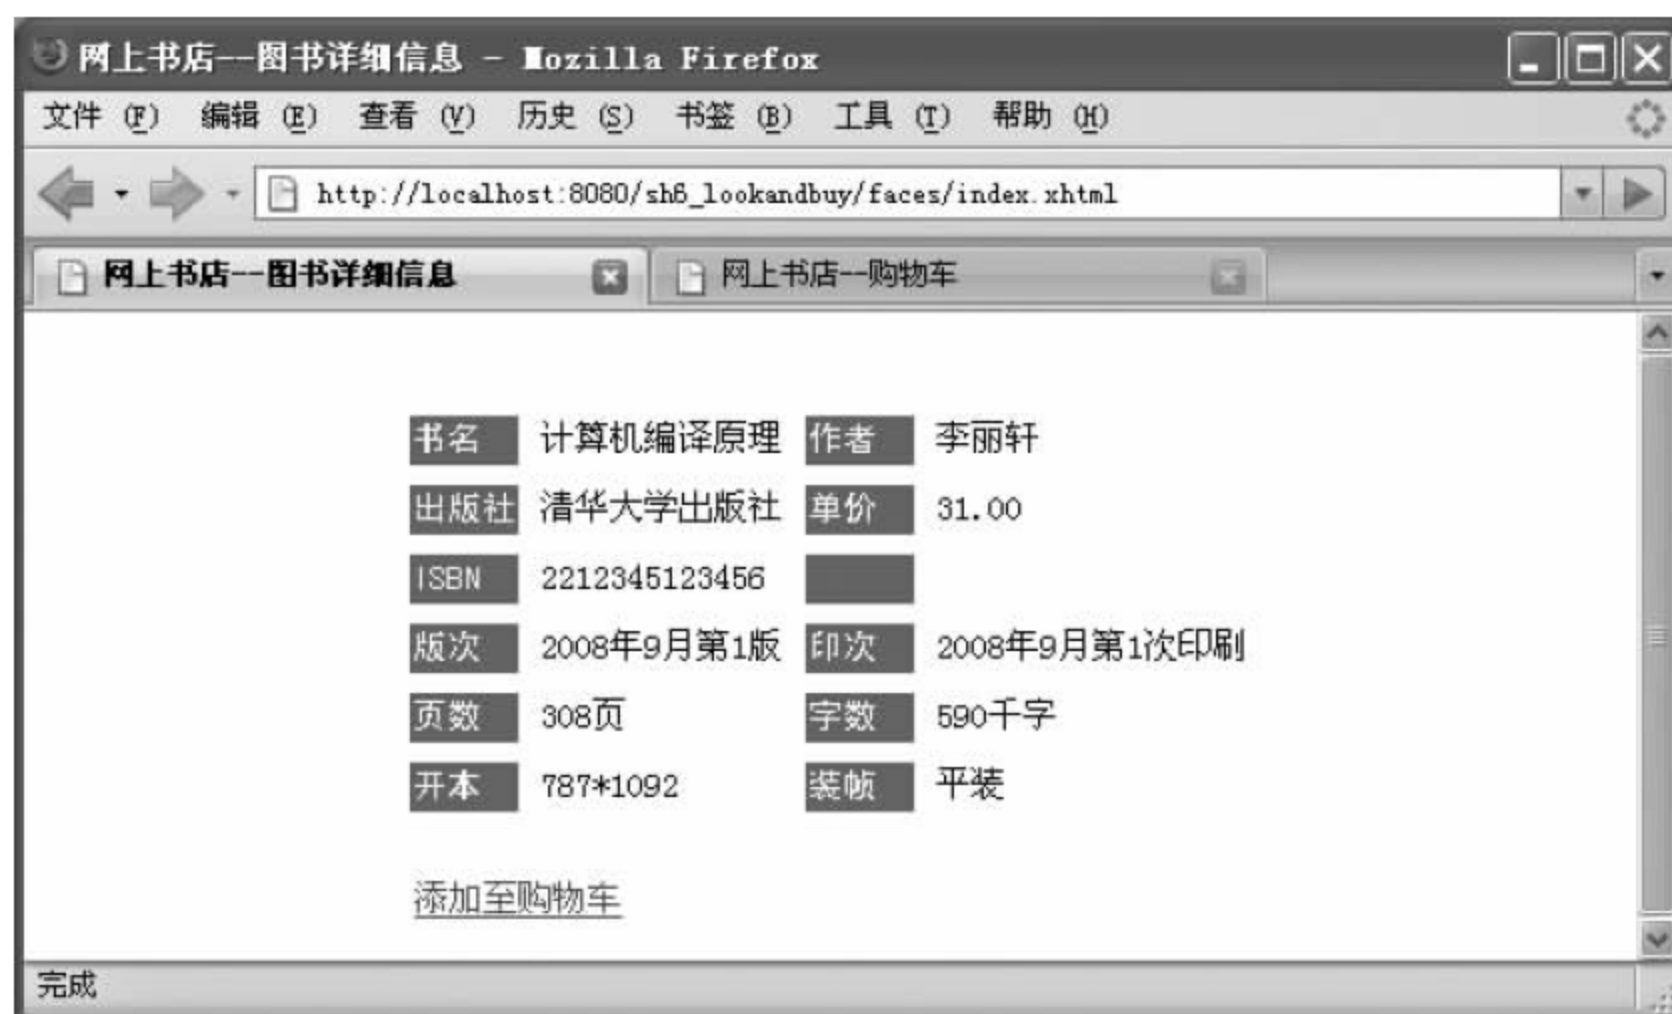 网上书店--图书详细信息 - Mozilla Firefox
文件 (F) 编辑 (E) 查看 (V) 历史 (S) 书签 (B) 工具 (T) 帮助 (H)
http://localhost:8080/sh6_lookandbuy/faces/index.xhtml
网上书店--图书详细信息 网上书店--购物车
书名 计算机编译原理 作者 李丽轩
出版社 清华大学出版社 单价 31.00
ISBN 2212345123456
版次 2008年9月第1版 印次 2008年9月第1次印刷
页数 308页 字数 590千字
开本 787*1092 装帧 平装
添加至购物车
完成